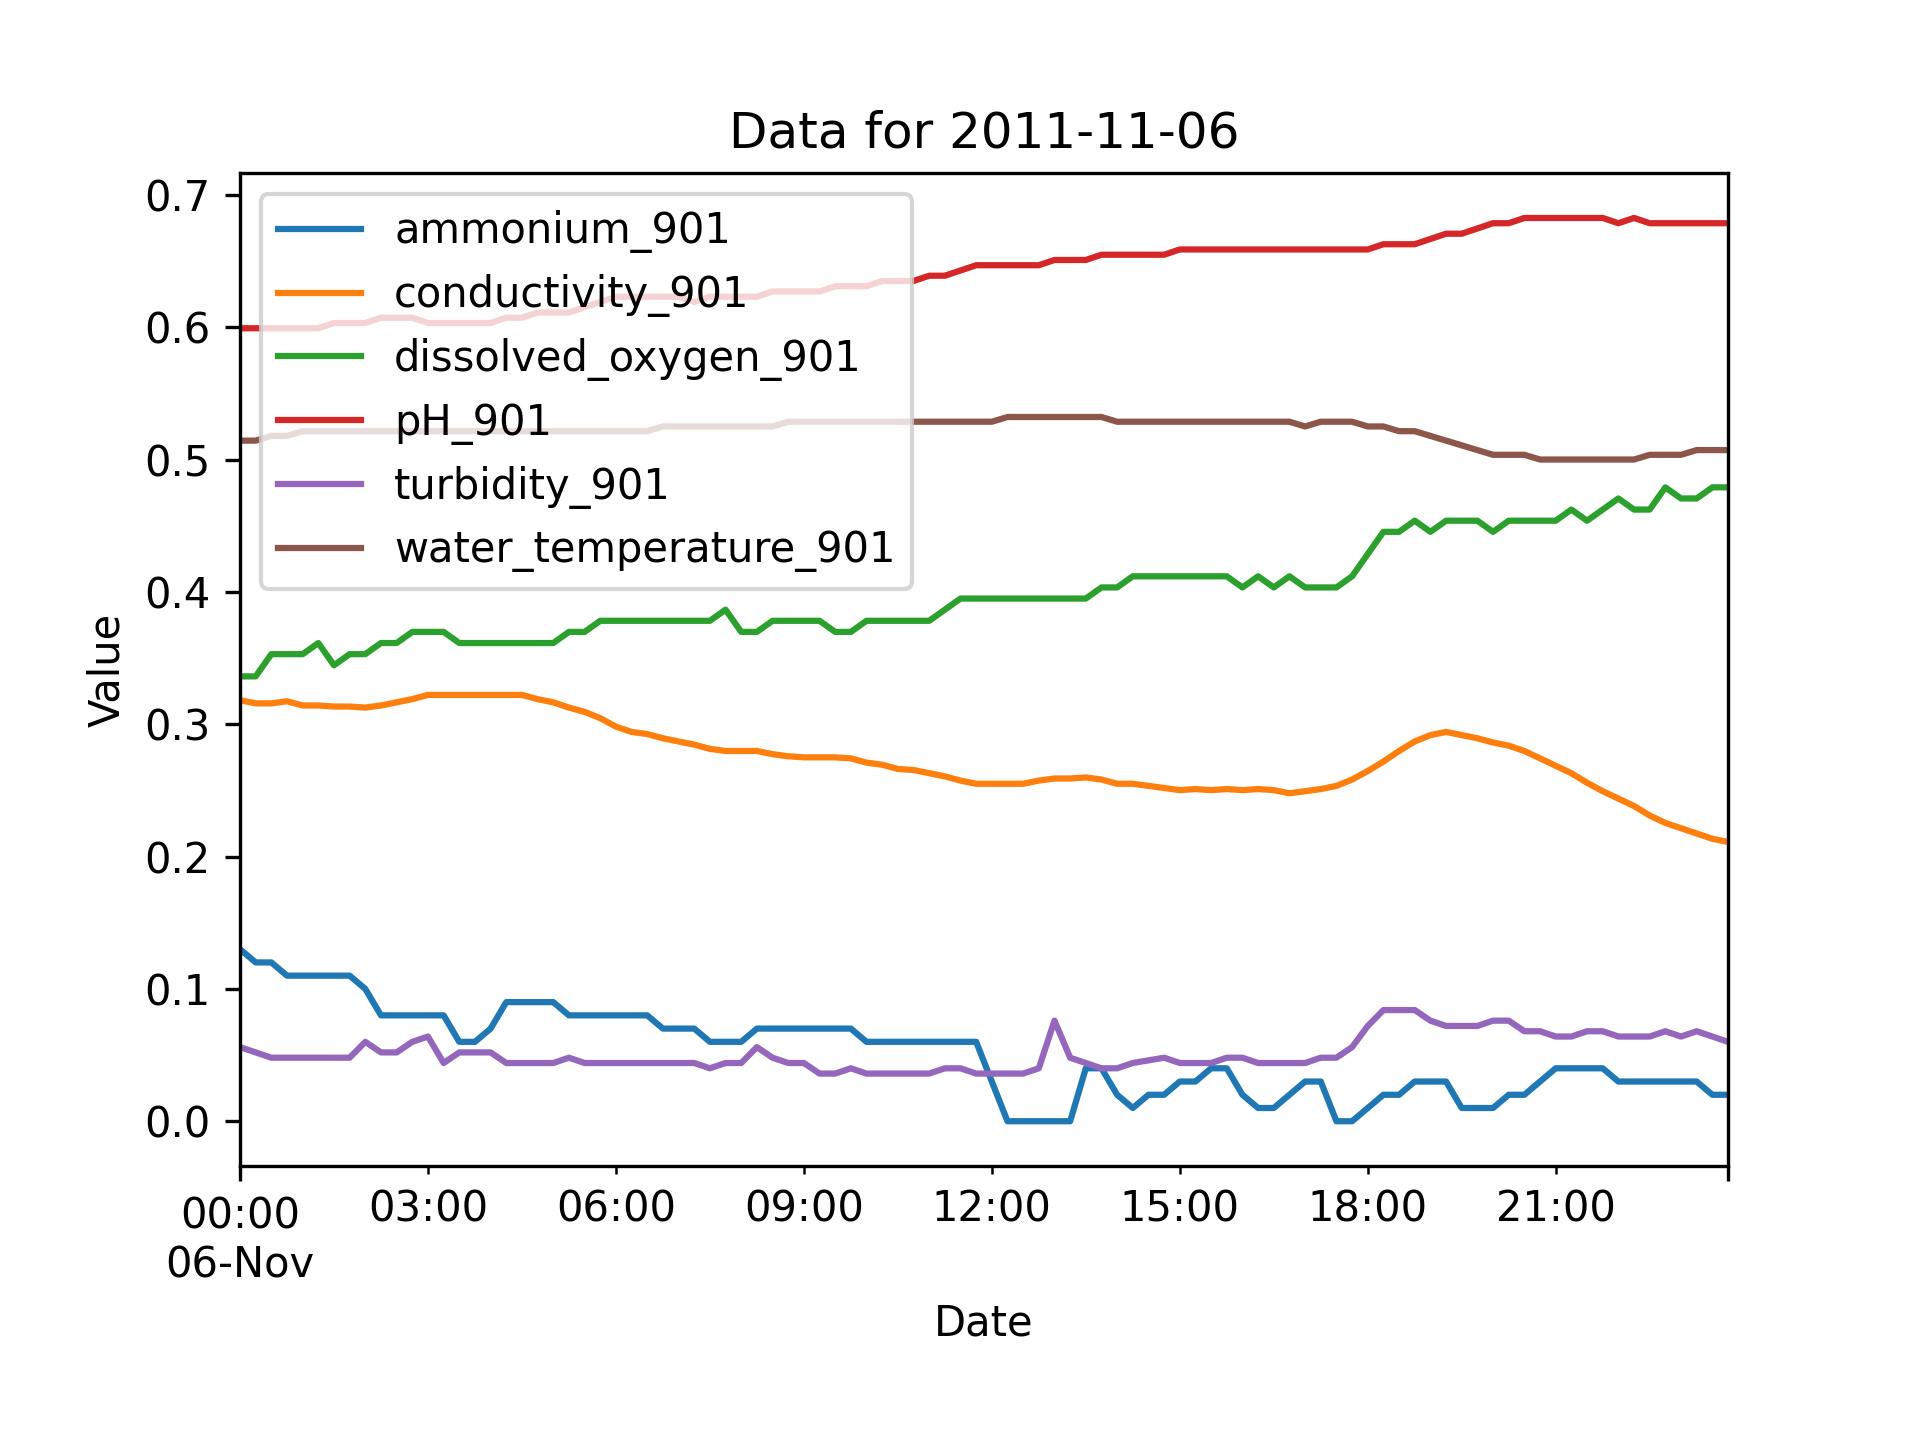 Data for 2011-11-06
0.7
0.6
0.5
0.4
0.3
0.2
0.1
0.0
Value
ammonium_901
conductivity_901
dissolved_oxygen_901
pH_901
turbidity_901
water_temperature_901
00:00 03:00 06:00 09:00 12:00 15:00 18:00 21:00
06-Nov
Date